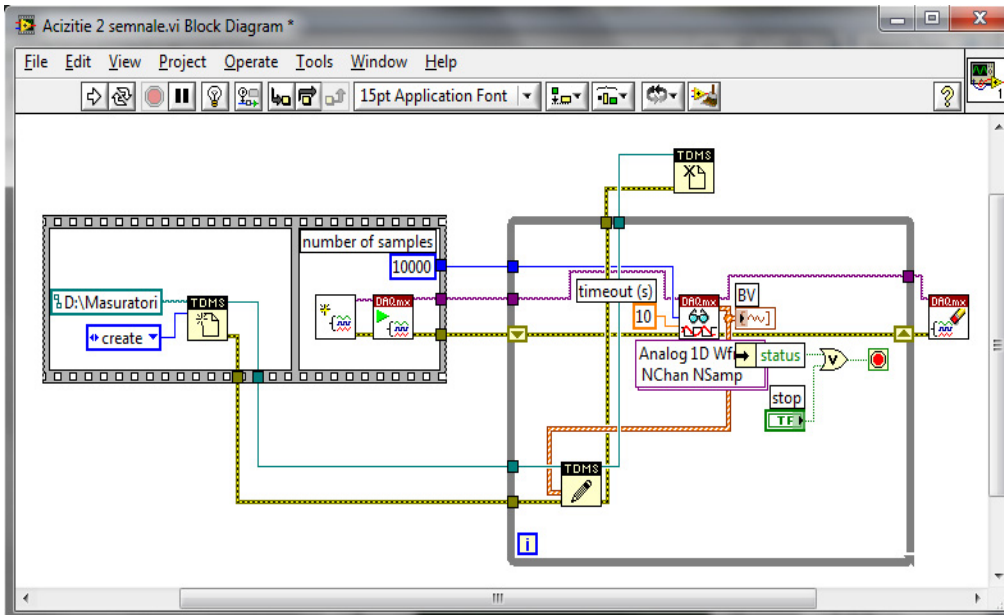 Acizitie 2 semnale.vi Block Diagram *
File Edit View Project Operate Tools Window Help
15pt Application Font
1
TDMS
number of samples
10000
D:\Masuratori
TDMS
create
DAQmx
timeout (s)
10
DAQmx
BV
DAQmx
Analog 1D Wfm
NChan NSamp
status
stop
TF
TDMS
i